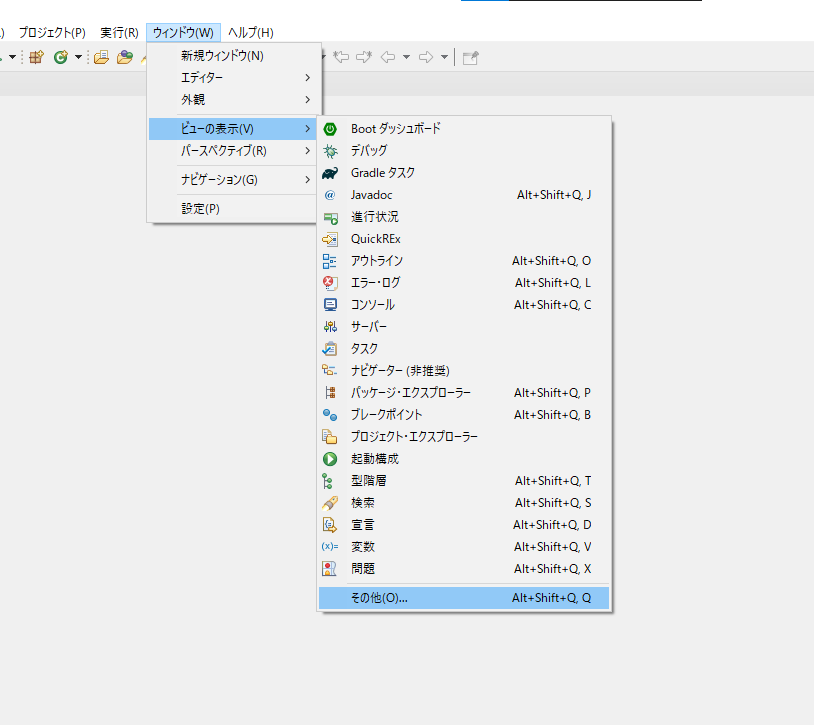 プロジェクト(P) 実行(R) ウィンドウ(W) ヘルプ(H)
新規ウィンドウ(N)
エディター
外観
ビューの表示(V)
パースペクティブ(R)
ナビゲーション(G)
設定(P)
Boot ダッシュボード
デバッグ
Gradle タスク
Javadoc Alt+Shift+Q, J
進行状況
QuickREx
アウトライン Alt+Shift+Q, O
エラー・ログ Alt+Shift+Q, L
コンソール Alt+Shift+Q, C
サーバー
タスク
ナビゲーター (非推奨)
パッケージ・エクスプローラー Alt+Shift+Q, P
ブレークポイント Alt+Shift+Q, B
プロジェクト・エクスプローラー
起動構成
型階層 Alt+Shift+Q, T
検索 Alt+Shift+Q, S
宣言 Alt+Shift+Q, D
変数 Alt+Shift+Q, V
問題 Alt+Shift+Q, X
その他(O)... Alt+Shift+Q, Q